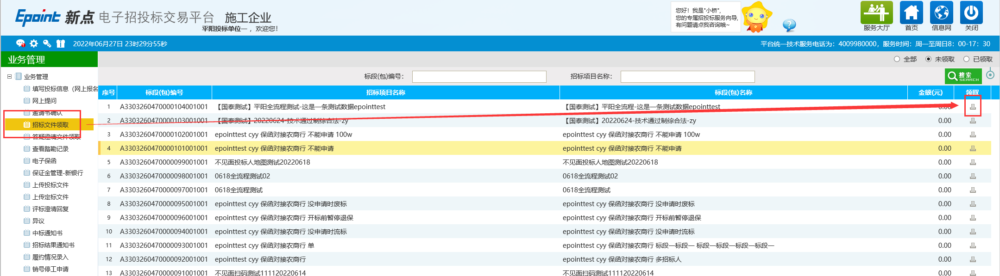 Epoint 新点 电子招投标交易平台 施工企业
平阳投标单位一 ，欢迎您！
您好！我是"小桥",
您的专属招投标服务向导,
有问题请点我咨询哦~
?
服务大厅 首页 信息网 关闭
2022年06月27日 23时29分55秒
平台统一技术服务电话为：4009980000，服务时间：周一至周日8：00-17：30
业务管理
全部 未领取 已领取
标段(包)编号：
招标项目名称：
搜索
SEARCH
业务管理
填写投标信息（网上报名
网上提问
邀请书确认
招标文件领取
答疑澄清文件领取
查看踏勘记录
电子保函
保证金管理-新银行
上传投标文件
上传定标文件
评标澄清回复
异议
中标通知书
招标结果通知书
履约情况录入
销号停工申请
序号 标段(包)编号 招标项目名称 标段(包)名称 金额(元) 领取
1 A3303260470000104001001 【国泰测试】平阳全流程测试-这是一条测试数据epointtest 【国泰测试】平阳全流程-这是一条测试数据epointtest 0.00
2 A3303260470000103001001 【国泰测试】20220624-技术通过制综合法-zy 【国泰测试】20220624-技术通过制综合法-zy 0.00
3 A3303260470000102001001 epointtest cyy 保函对接农商行 不能申请 100w epointtest cyy 保函对接农商行 不能申请 100w 0.00
4 A3303260470000101001001 epointtest cyy 保函对接农商行 不能申请 epointtest cyy 保函对接农商行 不能申请 0.00
5 A3303260470000099001001 不见面投标人地图测试20220618 不见面投标人地图测试20220618 0.00
6 A3303260470000098001001 0618全流程测试02 0618全流程测试02 0.00
7 A3303260470000097001001 0618全流程测试 0618全流程测试 0.00
8 A3303260470000095001001 epointtest cyy 保函对接农商行 没申请时废标 epointtest cyy 保函对接农商行 没申请时废标 0.00
9 A3303260470000096001001 epointtest cyy 保函对接农商行 开标前暂停退保 epointtest cyy 保函对接农商行 开标前暂停退保 0.00
10 A3303260470000094001001 epointtest cyy 保函对接农商行 没申请时流标 epointtest cyy 保函对接农商行 没申请时流标 0.00
11 A3303260470000093001001 epointtest cyy 保函对接农商行 单 epointtest cyy 保函对接农商行 标段一标段一 标段一标段一标段一标段一 0.00
12 A3303260470000092001001 epointtest cyy 保函对接农商行 epointtest cyy 保函对接农商行 多招标人 0.00
13 A3303260470000091001001 不见面扫码测试111120220614 不见面扫码测试111120220614 0.00